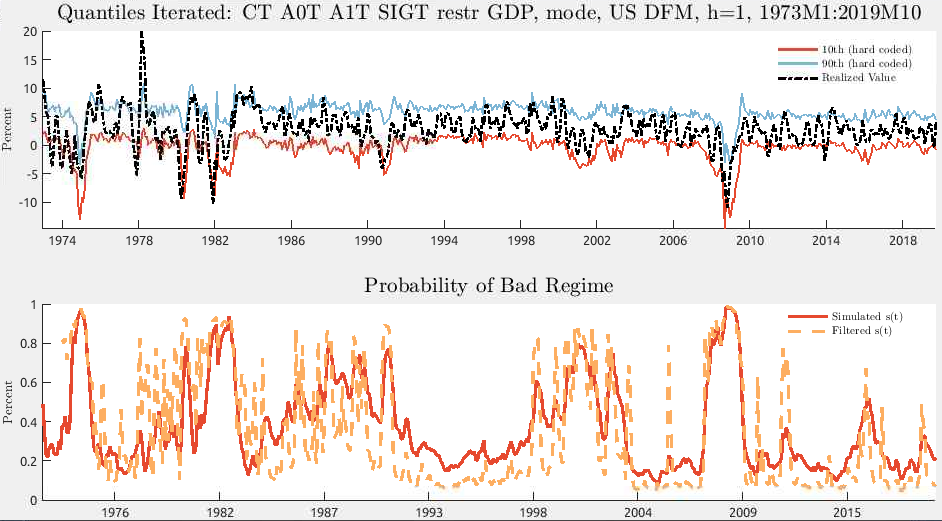 Quantiles Iterated: CT A0T A1T SIGT restr GDP, mode, US DFM, h=1, 1973M1:2019M10
20
15
10
5
0
-5
-10
Percent
10th (hard coded)
90th (hard coded)
Realized Value
1974 1978 1982 1986 1990 1994 1998 2002 2006 2010 2014 2018
Probability of Bad Regime
1
0.8
0.6
0.4
0.2
0
Percent
Simulated s(t)
Filtered s(t)
1976 1982 1987 1993 1998 2004 2009 2015